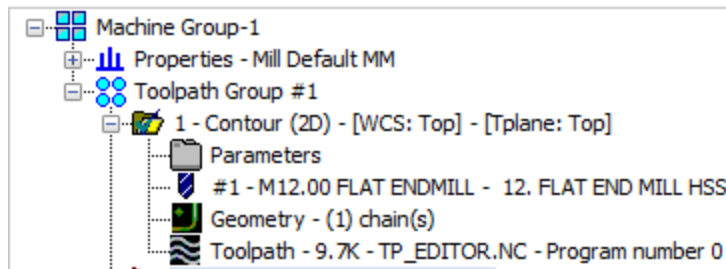 Machine Group-1
Properties - Mill Default MM
Toolpath Group #1
1 - Contour (2D) - [WCS: Top] - [Tplane: Top]
Parameters
#1 - M12.00 FLAT ENDMILL - 12. FLAT END MILL HSS
Geometry - (1) chain(s)
Toolpath - 9.7K - TP_EDITOR.NC - Program number 0